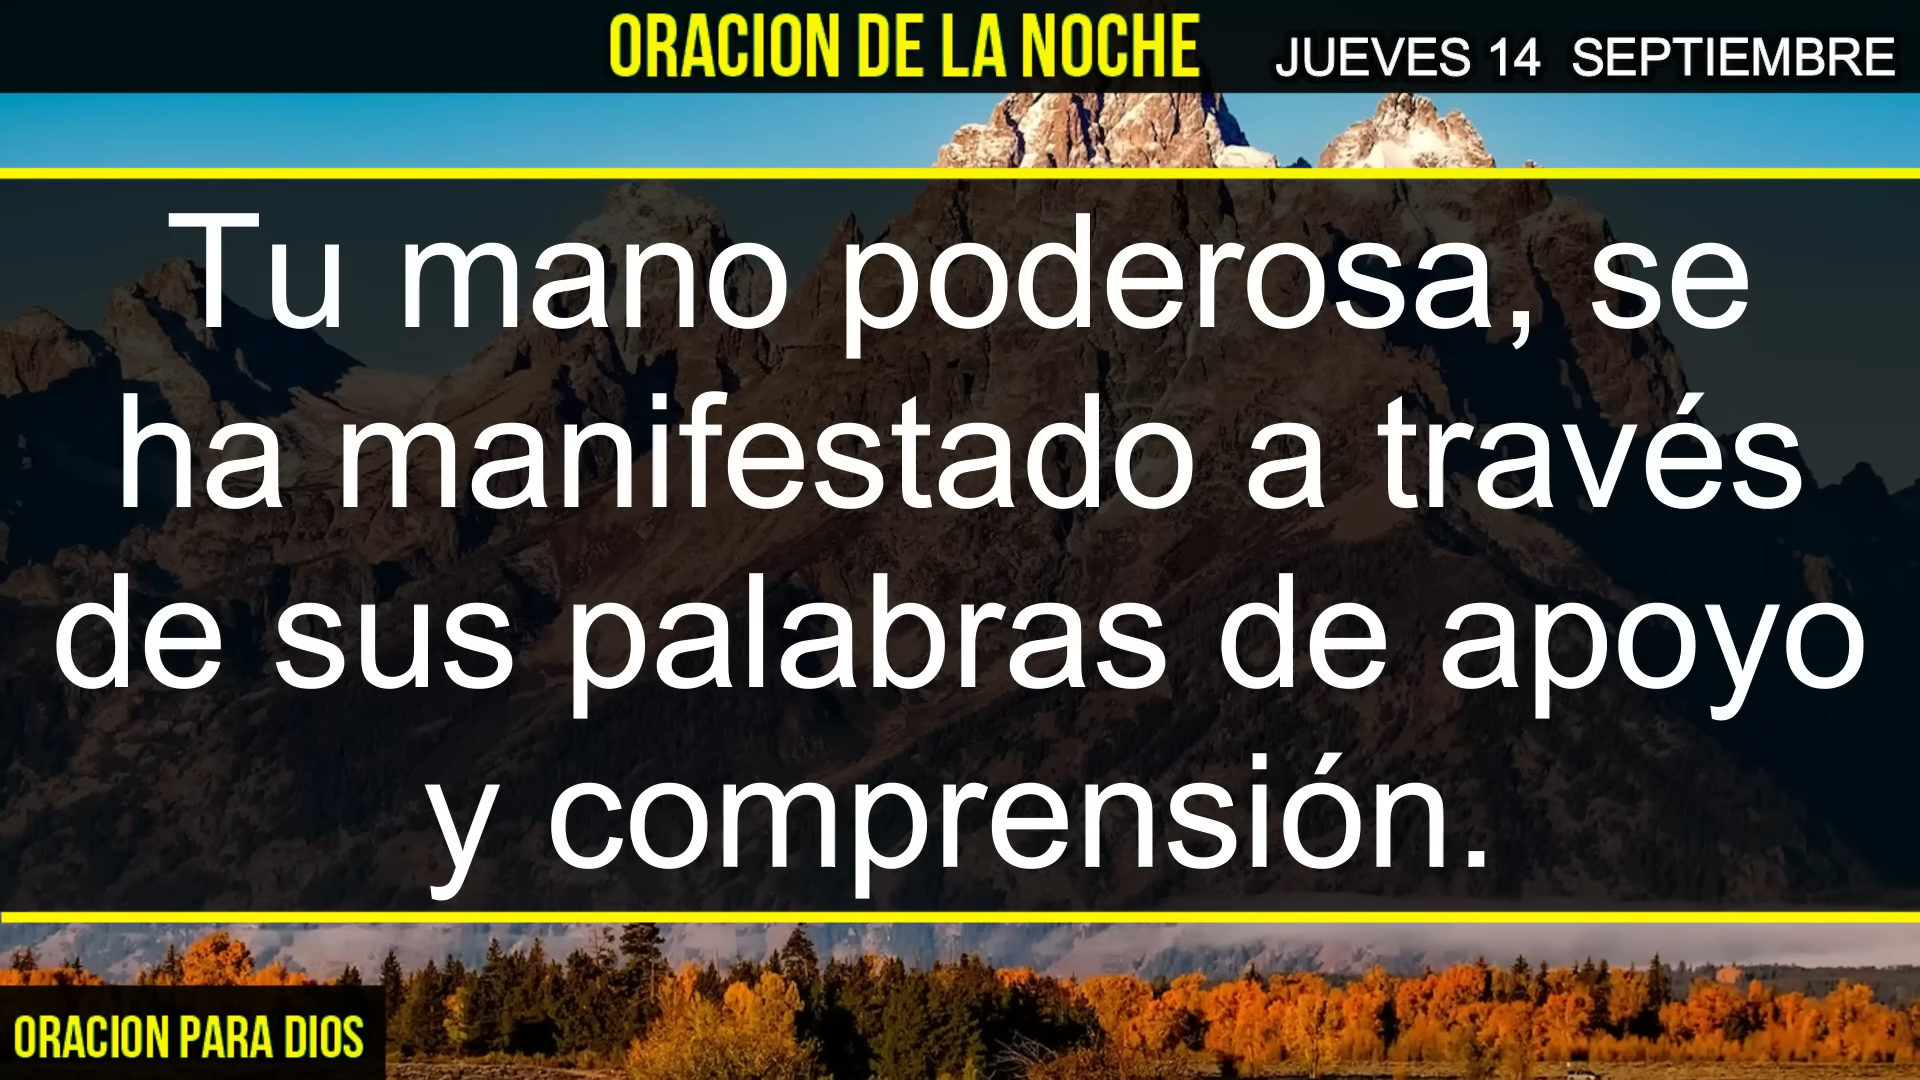 ORACION DE LA NOCHE
JUEVES 14 SEPTIEMBRE
Tu mano poderosa, se
ha manifestado a través
de sus palabras de apoyo
y comprensión.
ORACION PARA DIOS